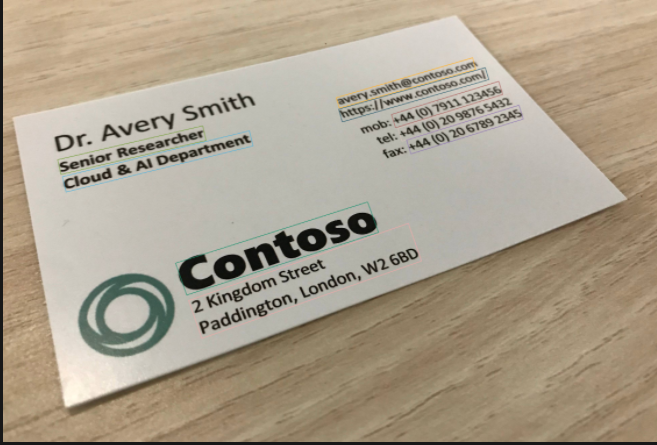 Dr. Avery Smith
Senior Researcher
Cloud & AI Department
avery.smith@contoso.com
https://www.contoso.com/
mob: +44 (0) 7911 123456
tel: +44 (0) 20 9876 5432
fax: +44 (0) 20 6789 2345
Contoso
2 Kingdom Street
Paddington, London, W2 6BD